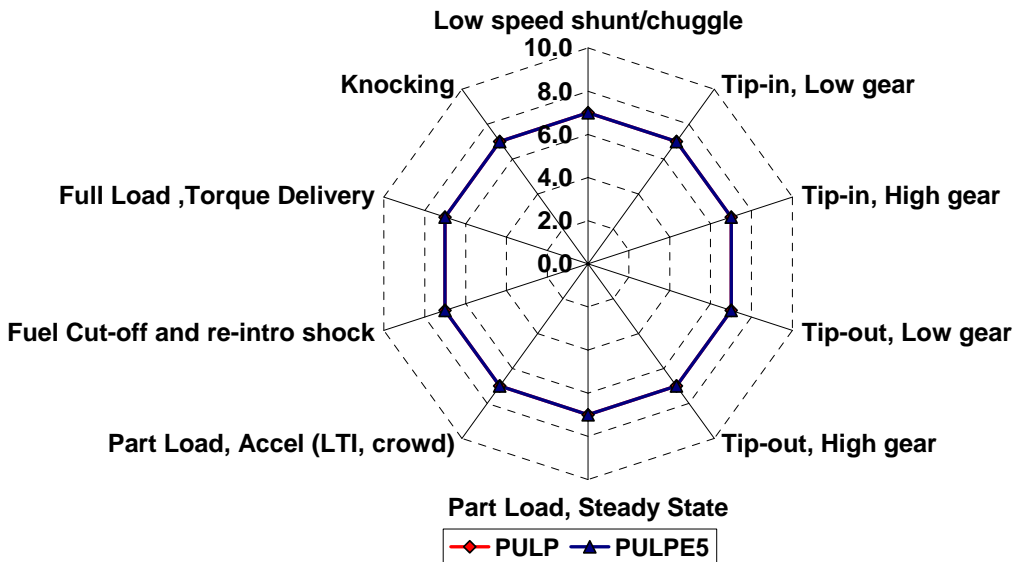 Low speed shunt/chuggle
10.0
Knocking
8.0
Tip-in, Low gear
6.0
4.0
Full Load ,Torque Delivery
Tip-in, High gear
2.0
0.0
Fuel Cut-off and re-intro shock
Tip-out, Low gear
Part Load, Accel (LTI, crowd)
Tip-out, High gear
Part Load, Steady State
PULP
PULPE5